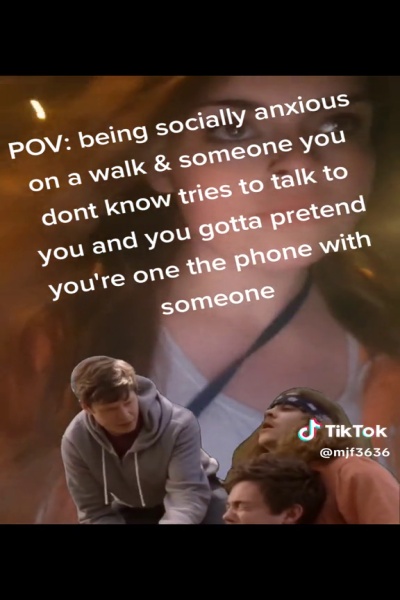 POV: being socially anxious
on a walk & someone you
dont know tries to talk to
you and you gotta pretend
you're one the phone with
someone
TikTok
@mjf3636